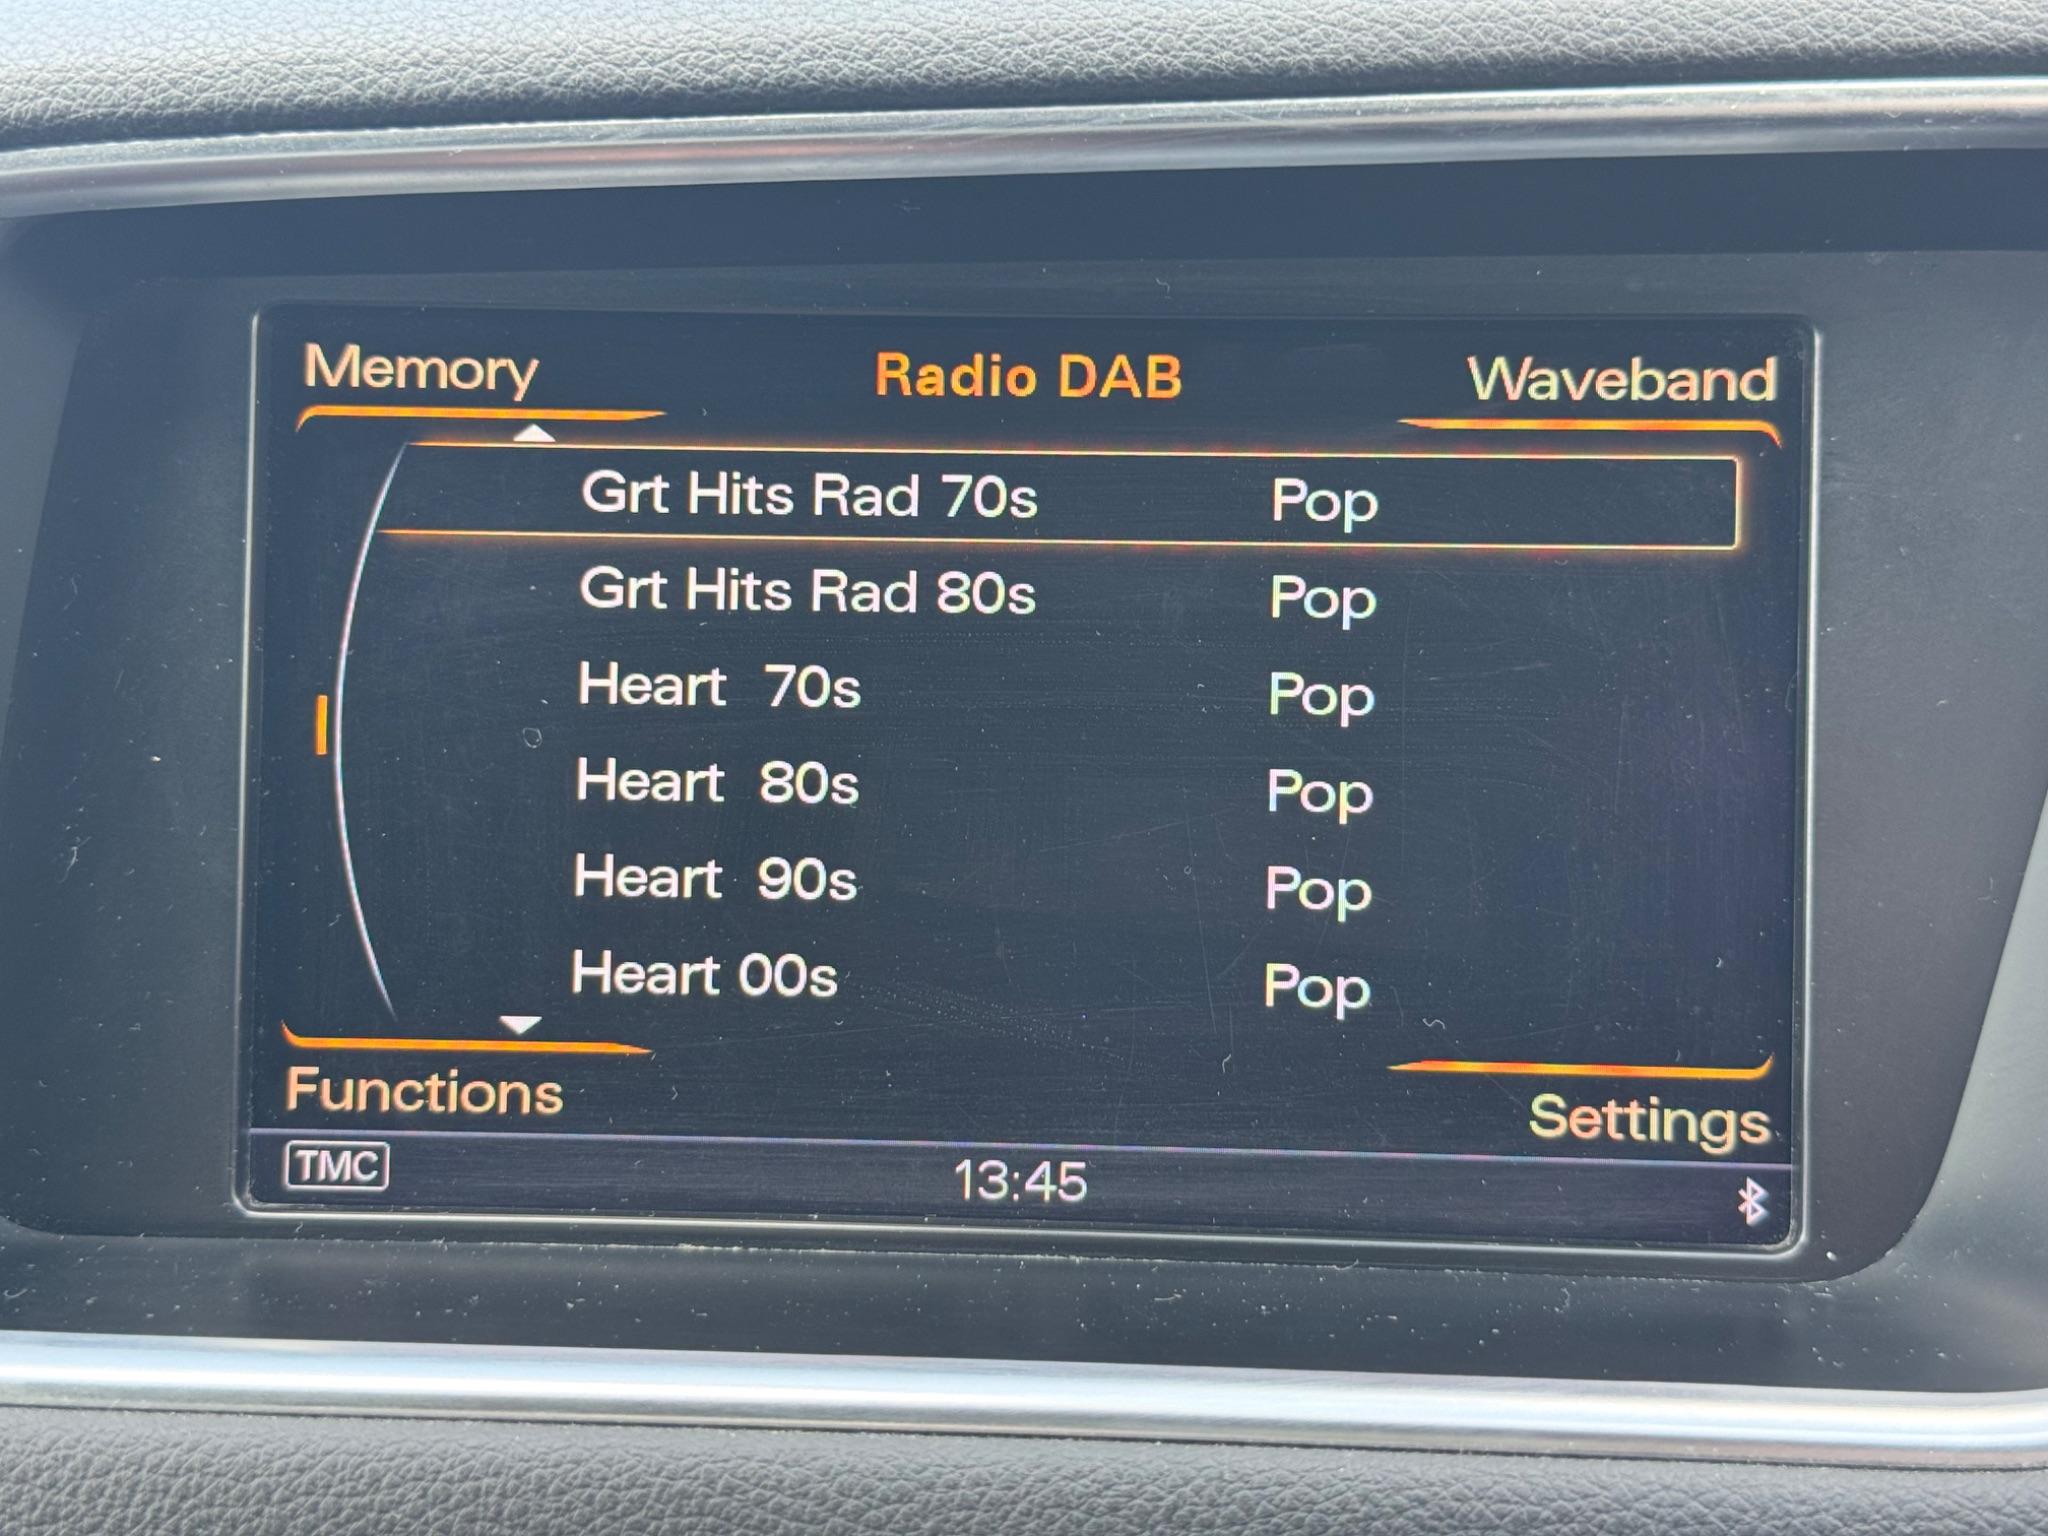 Memory Radio DAB Waveband
Grt Hits Rad 70s Pop
Grt Hits Rad 80s Pop
Heart 70s Pop
Heart 80s Pop
Heart 90s Pop
Heart 00s Pop
Functions Settings
TMC 13:45